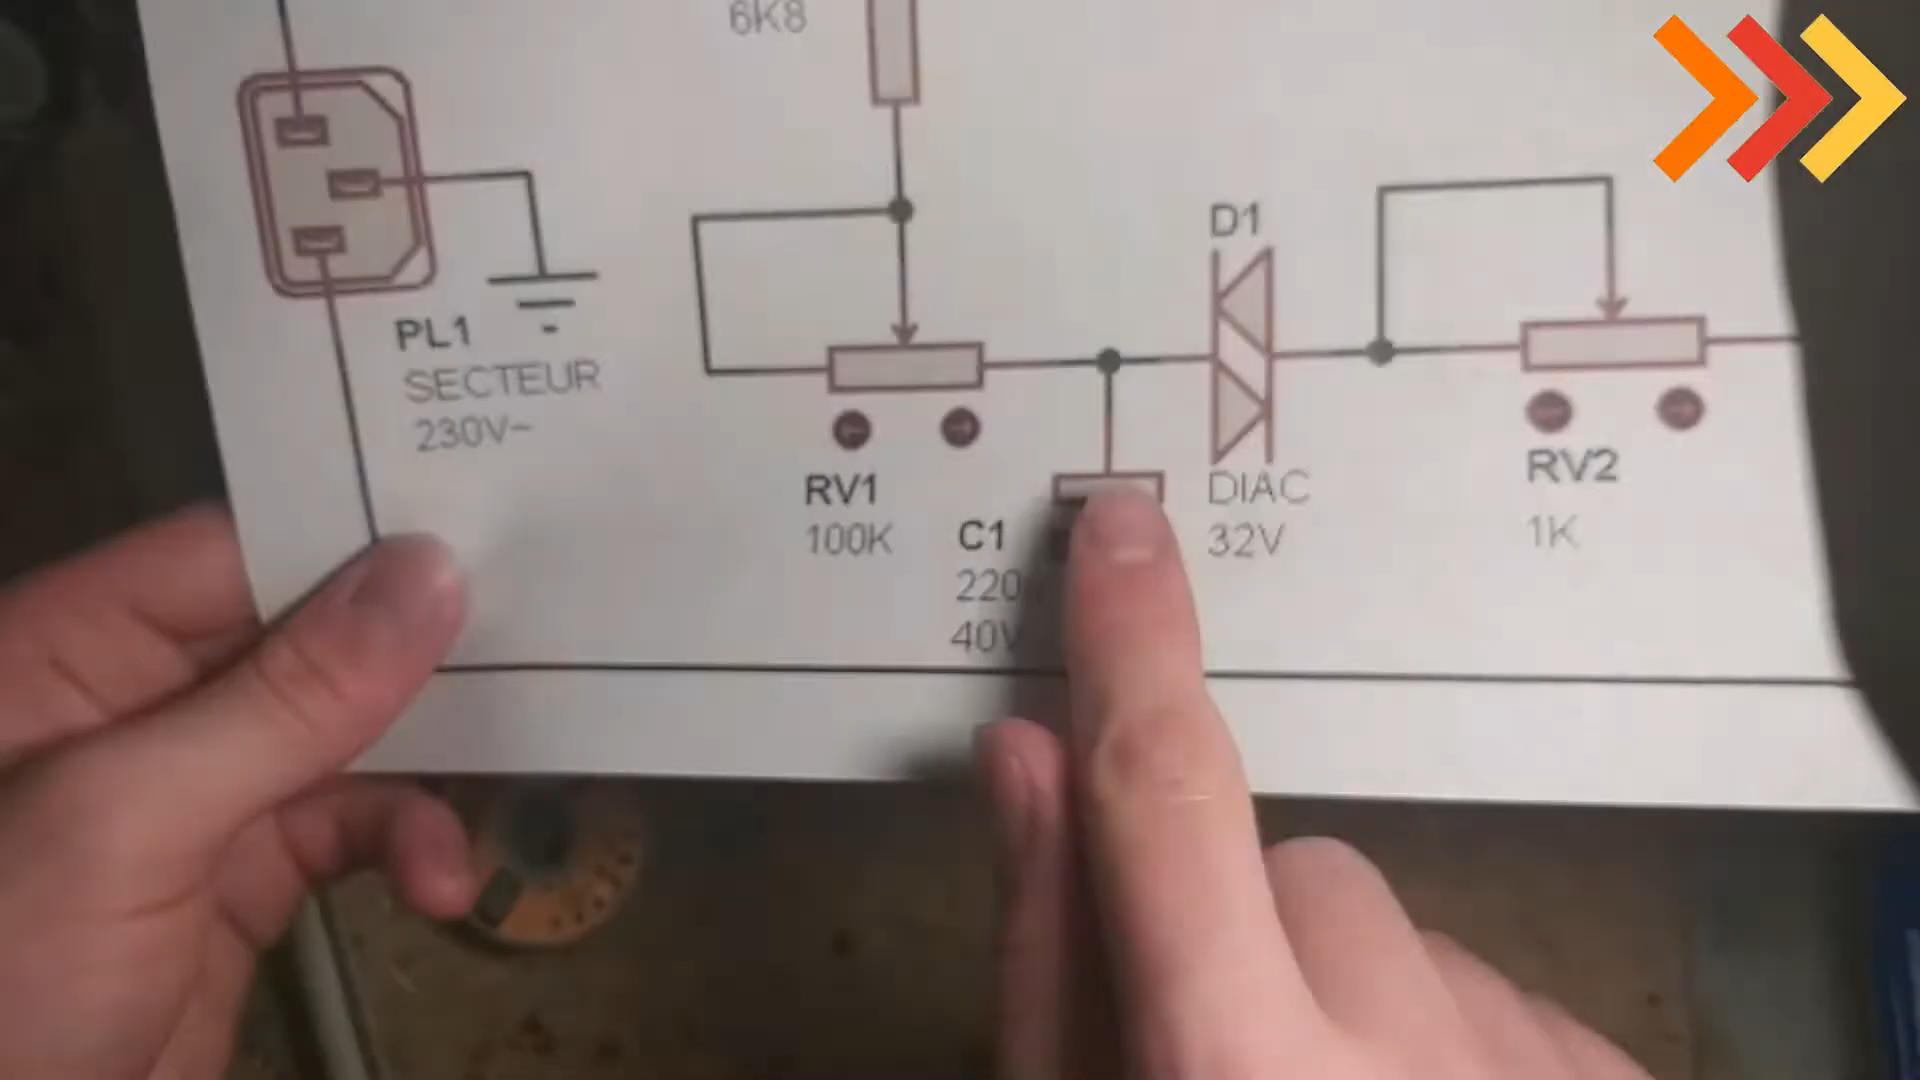 6K8
PL1
SECTEUR
230V~
RV1
100K
C1
220
40V
D1
DIAC
32V
RV2
1K